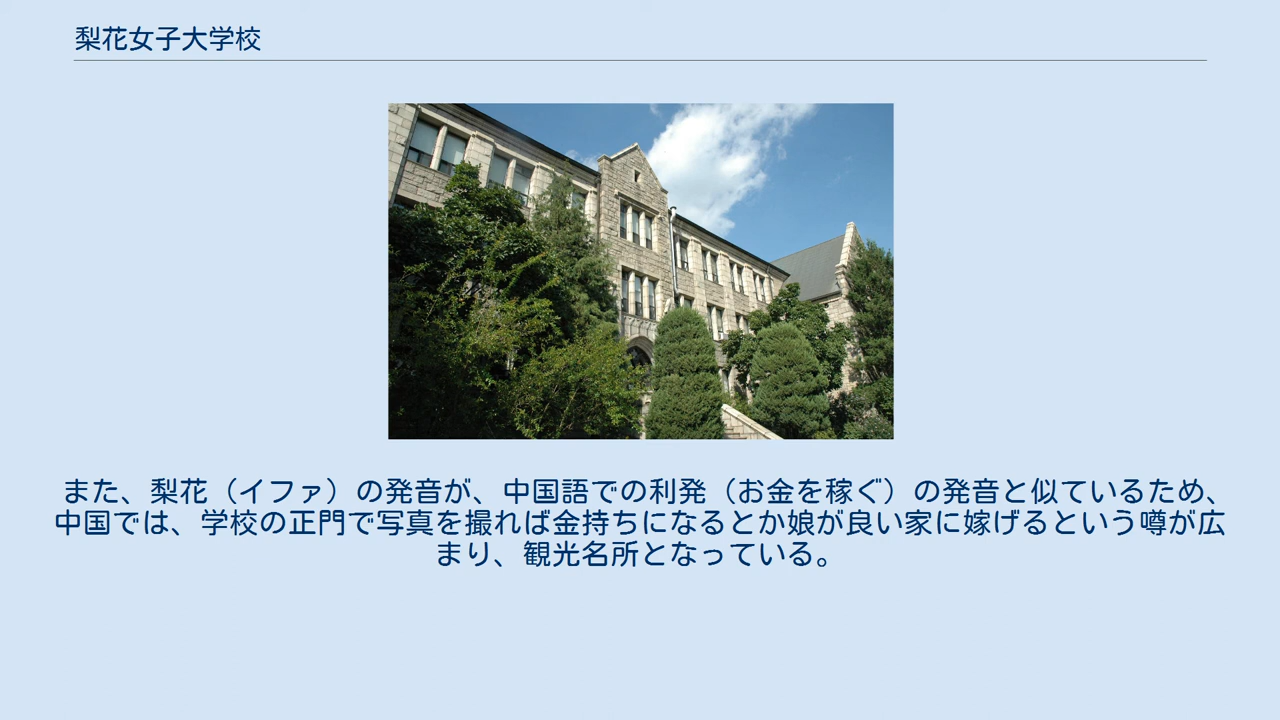 梨花女子大学校
また、梨花（イファ）の発音が、中国語での利発（お金を稼ぐ）の発音と似ているため、
中国では、学校の正門で写真を撮れば金持ちになるとか娘が良い家に嫁げるという噂が広
まり、観光名所となっている。